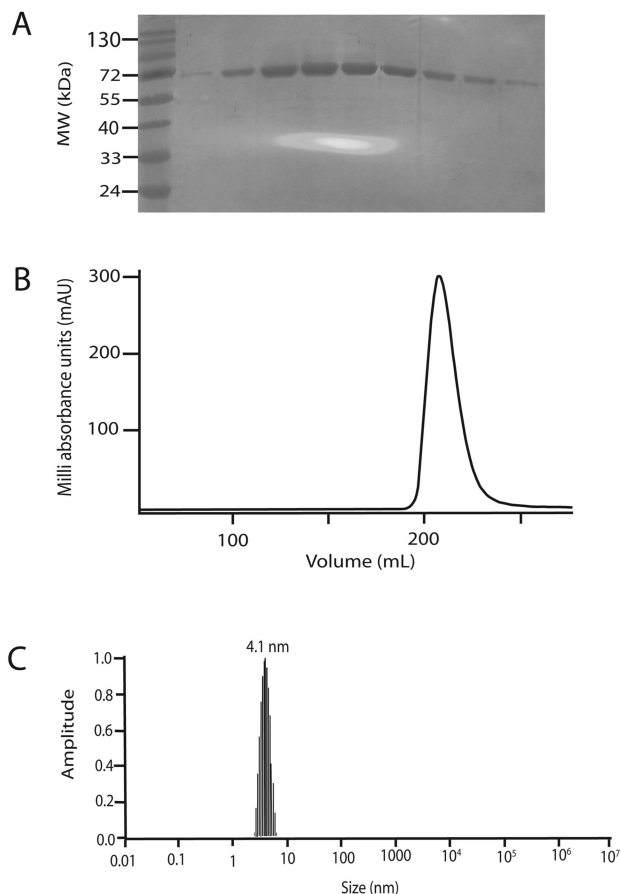 A
MW (kDa)
130
72
55
40
33
24
B
Milli absorbance units (mAU)
300
200
100
100 200
Volume (mL)
C
4.1 nm
Amplitude
1.0
0.8
0.6
0.4
0.2
0.0
0.01 0.1 1 10 100 1000 10⁴ 10⁵ 10⁶ 10⁷
Size (nm)